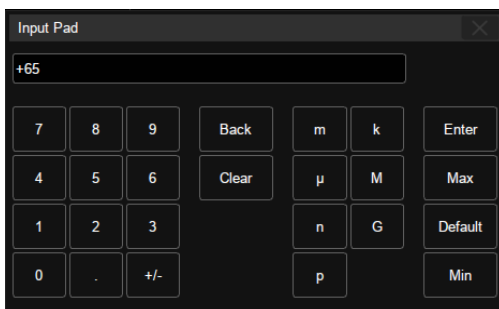 Input Pad
+65
7 8 9 Back m k Enter
4 5 6 Clear µ M Max
1 2 3 n G Default
0 . +/- p Min